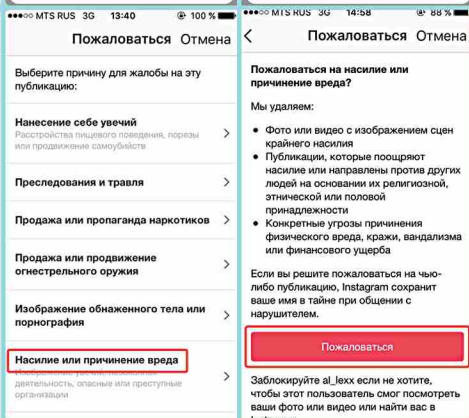 ●●●○○ MTS RUS 3G 13:40 100 %
Пожаловаться Отмена
Выберите причину для жалобы на эту
публикацию:
Нанесение себе увечий
Расстройства пищевого поведения, порезы
или продвижение самоубийств
Преследования и травля
Продажа или пропаганда наркотиков
Продажа или продвижение
огнестрельного оружия
Изображение обнаженного тела или
порнография
Насилие или причинение вреда
деятельность, опасные или преступные
организации
●●●○○ MTS RUS 3G 14:58 88 %
Пожаловаться Отмена
Пожаловаться на насилие или
причинение вреда?
Мы удаляем:
• Фото или видео с изображением сцен
крайнего насилия
• Публикации, которые поощряют
насилие или направлены против других
людей на основании их религиозной,
этнической или половой
принадлежности
• Конкретные угрозы причинения
физического вреда, кражи, вандализма
или финансового ущерба
Если вы решите пожаловаться на чью-
либо публикацию, Instagram сохранит
ваше имя в тайне при общении с
нарушителем.
Пожаловаться
Заблокируйте al_lexx если не хотите,
чтобы этот пользователь смог посмотреть
ваши фото или видео или найти вас в